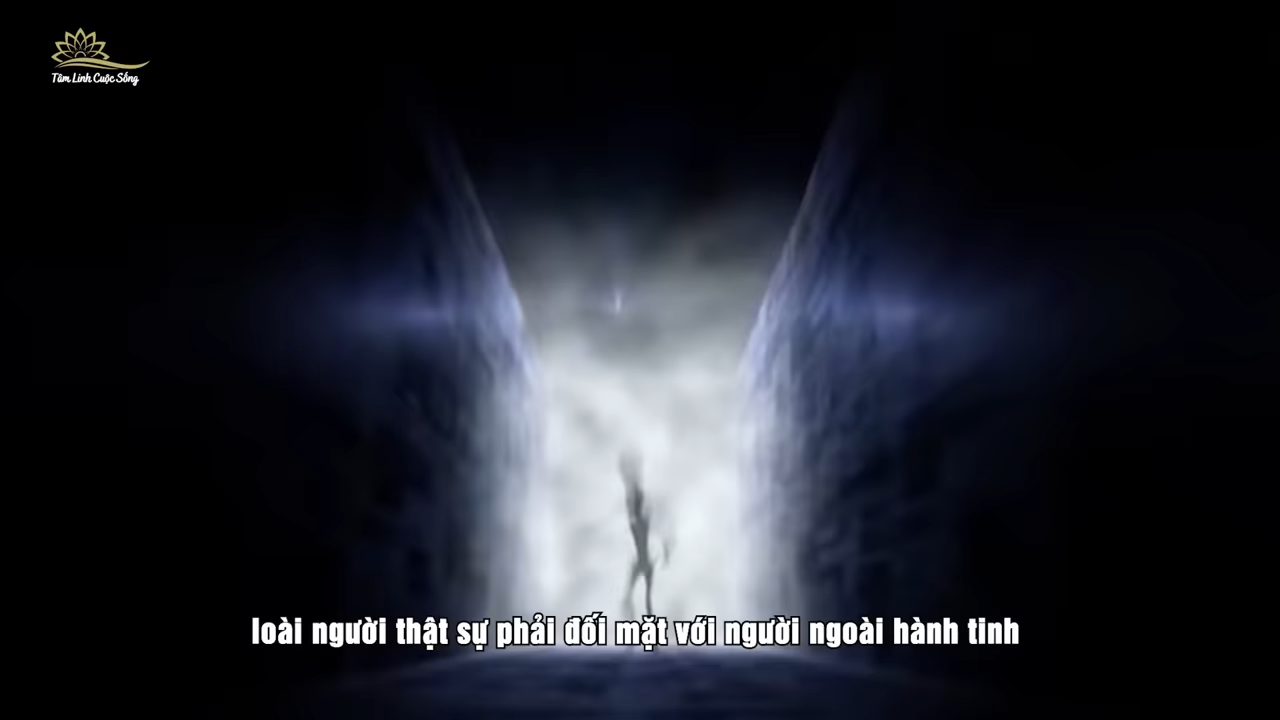 Tâm Linh Cuộc Sống
loài người thật sự phải đối mặt với người ngoài hành tinh